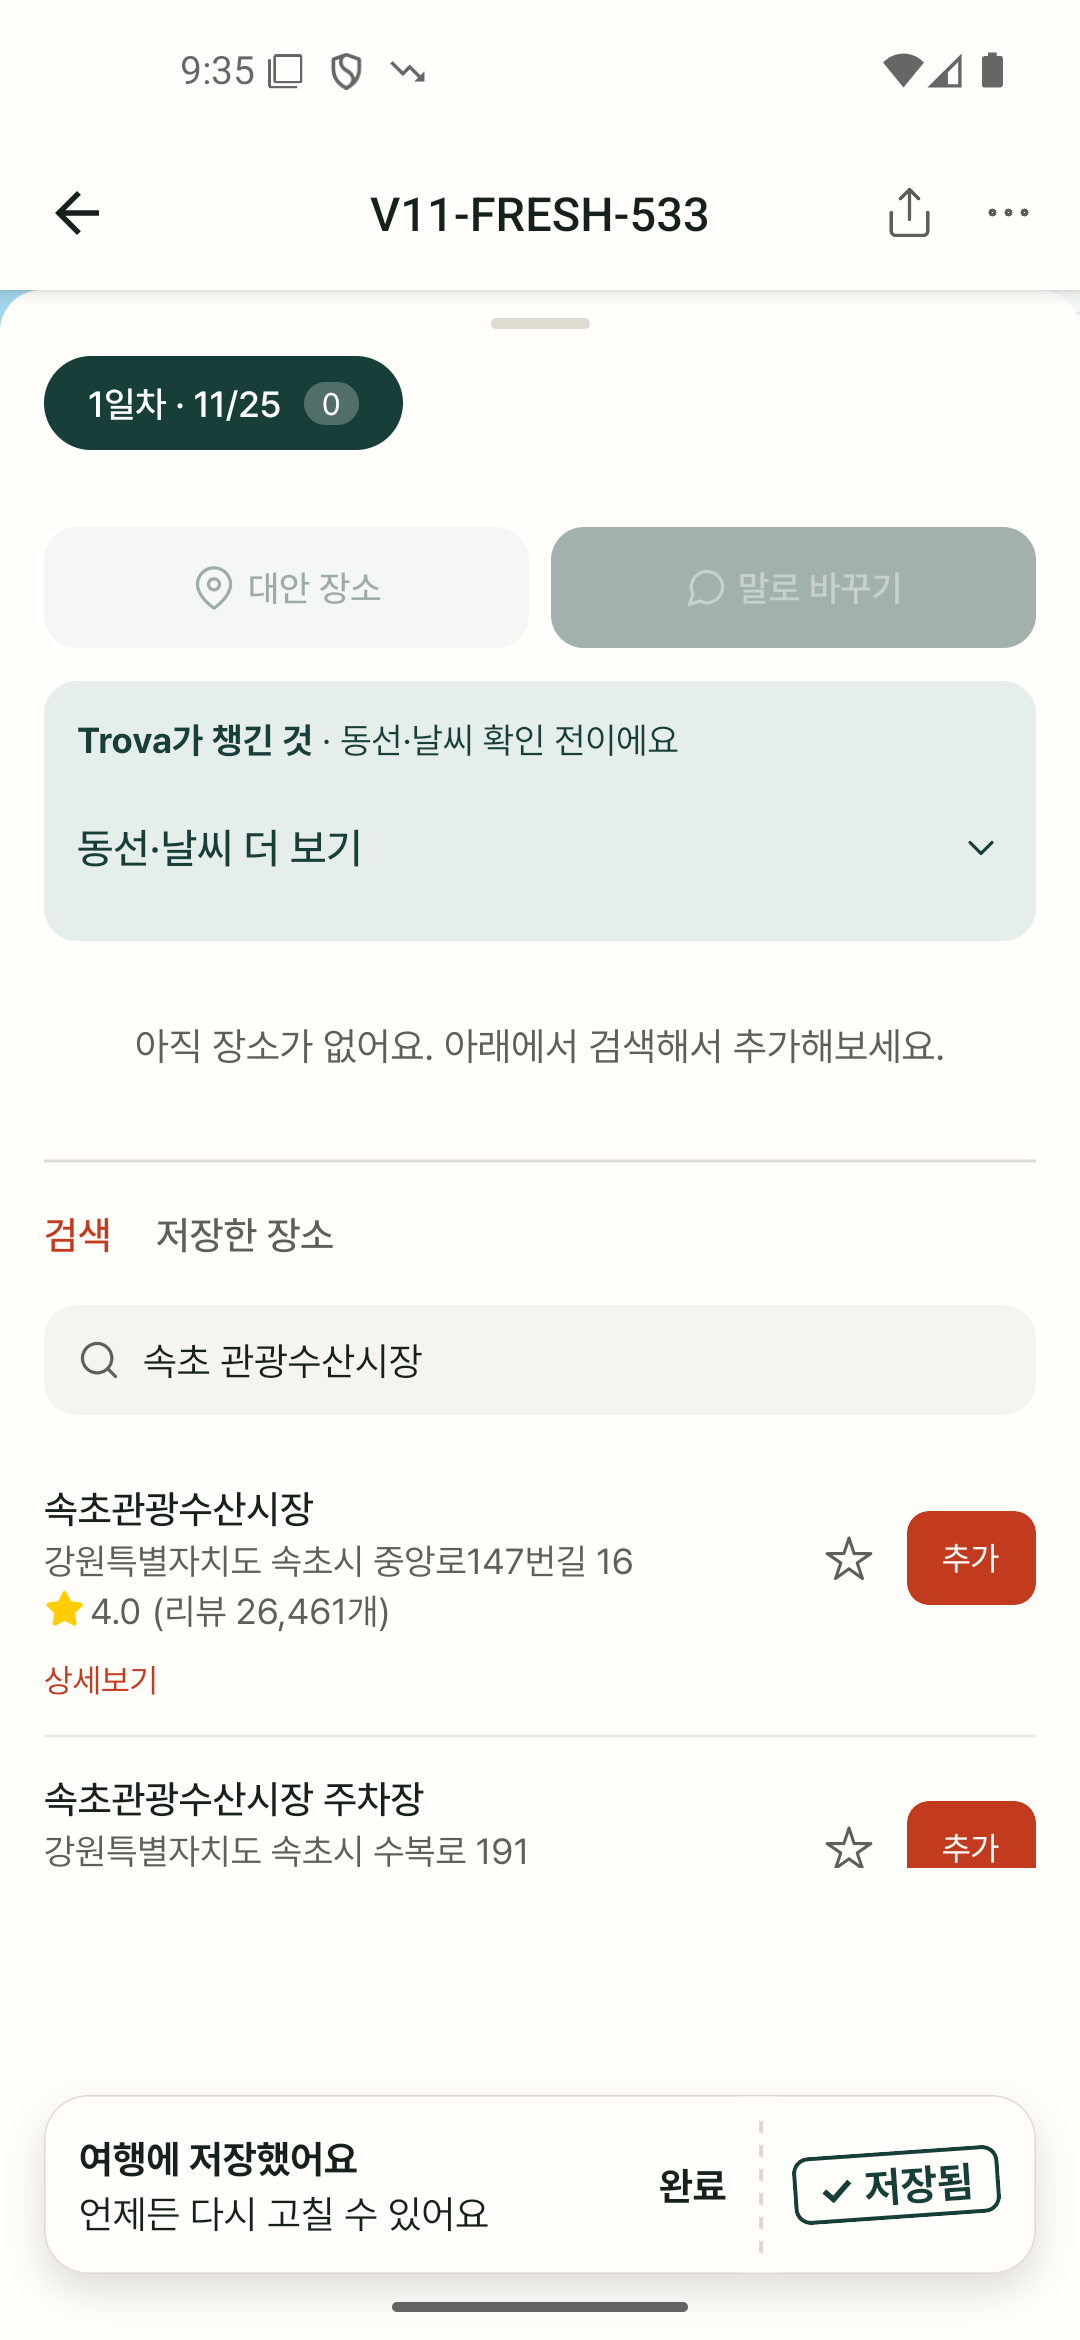 9:35
V11-FRESH-533
1일차 · 11/25 0
대안 장소
말로 바꾸기
Trova가 챙긴 것 · 동선·날씨 확인 전이에요
동선·날씨 더 보기
아직 장소가 없어요. 아래에서 검색해서 추가해보세요.
검색 저장한 장소
속초 관광수산시장
속초관광수산시장
강원특별자치도 속초시 중앙로147번길 16
4.0 (리뷰 26,461개)
추가
상세보기
속초관광수산시장 주차장
강원특별자치도 속초시 수복로 191
추가
여행에 저장했어요
언제든 다시 고칠 수 있어요
완료
저장됨